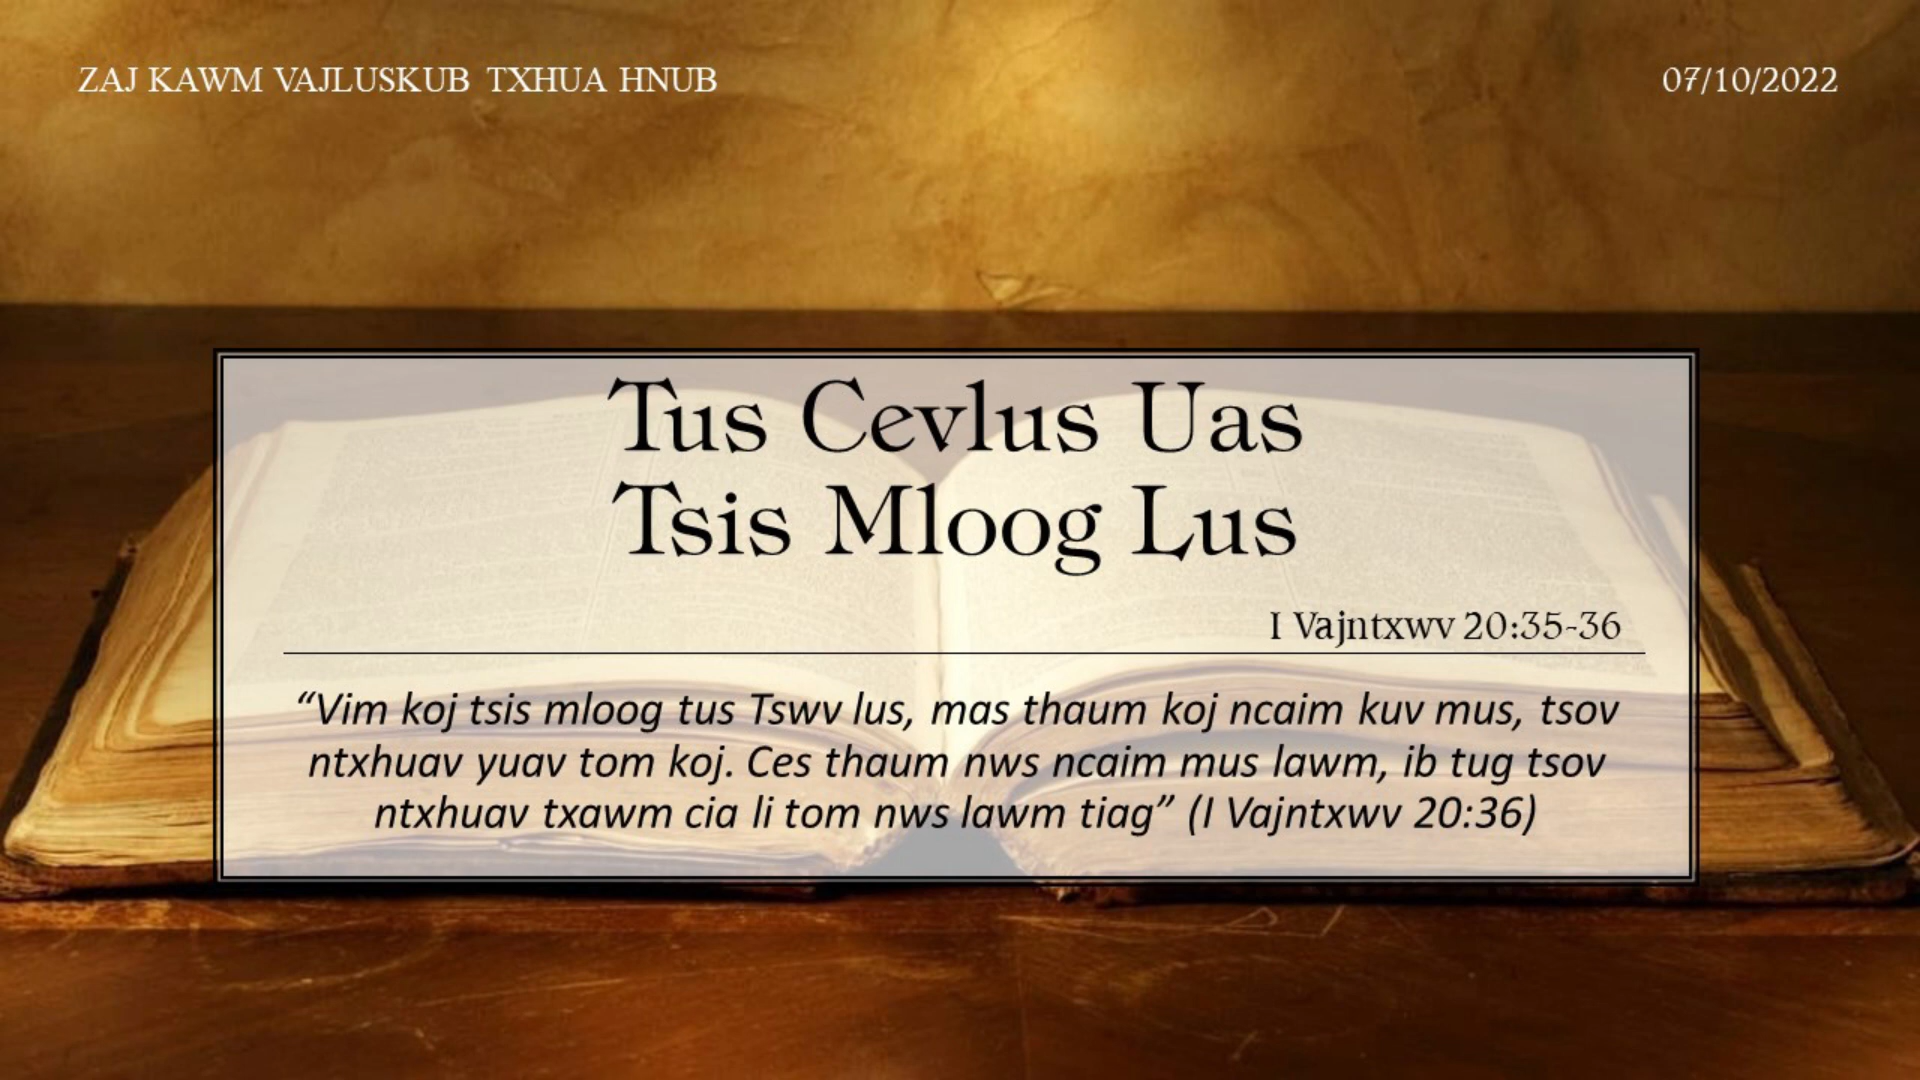 ZAJ KAWM VAJLUSKUB TXHUA HNUB
07/10/2022
Tus Cevlus Uas
Tsis Mloog Lus
I Vajntxwv 20:35-36
“Vim koj tsis mloog tus Tswv lus, mas thaum koj ncaim kuv mus, tsov
ntxhuav yuav tom koj. Ces thaum nws ncaim mus lawm, ib tug tsov
ntxhuav txawm cia li tom nws lawm tiag” (I Vajntxwv 20:36)